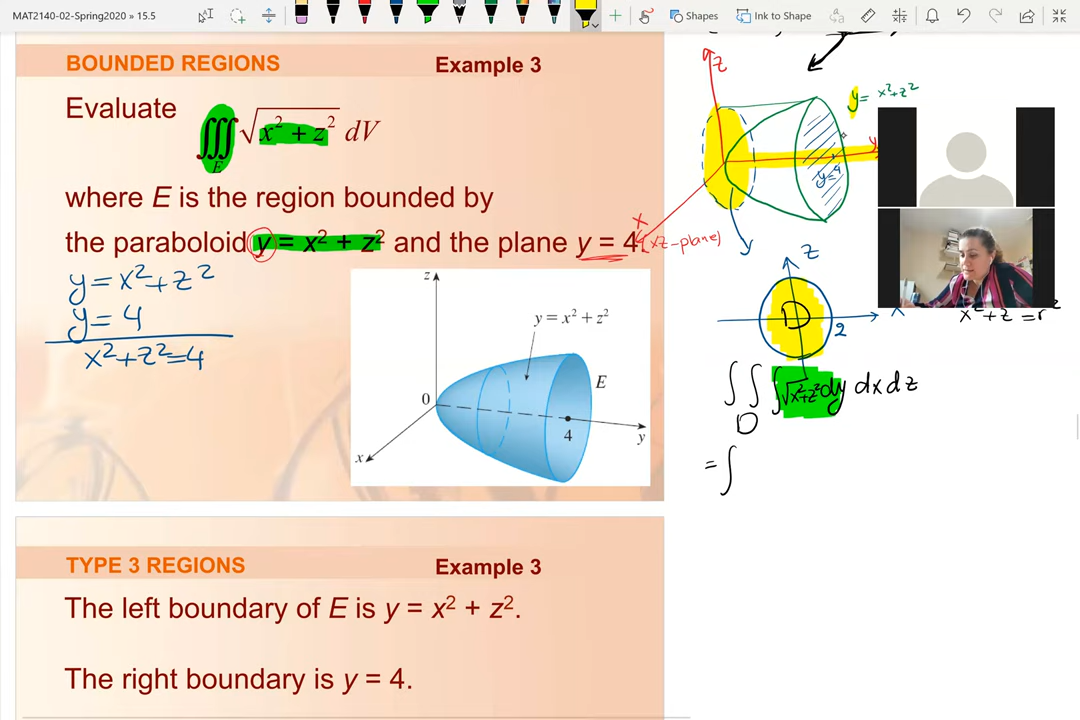 MAT2140-02-Spring2020 » 15.5
Shapes
Ink to Shape
BOUNDED REGIONS
Example 3
Evaluate
∭E √(x² + z²) dV
where E is the region bounded by
the paraboloid y = x² + z² and the plane y = 4.
(xz-plane)
y = x² + z²
y = 4
x² + z² = 4
z
y = x² + z²
E
0
4
x
y
z
y = x² + z²
y
y=4
x
z
D
2
x
x² + z² = r²
∫∫D ∫ √x²+z² dy dx dz
= ∫
TYPE 3 REGIONS
Example 3
The left boundary of E is y = x² + z².
The right boundary is y = 4.